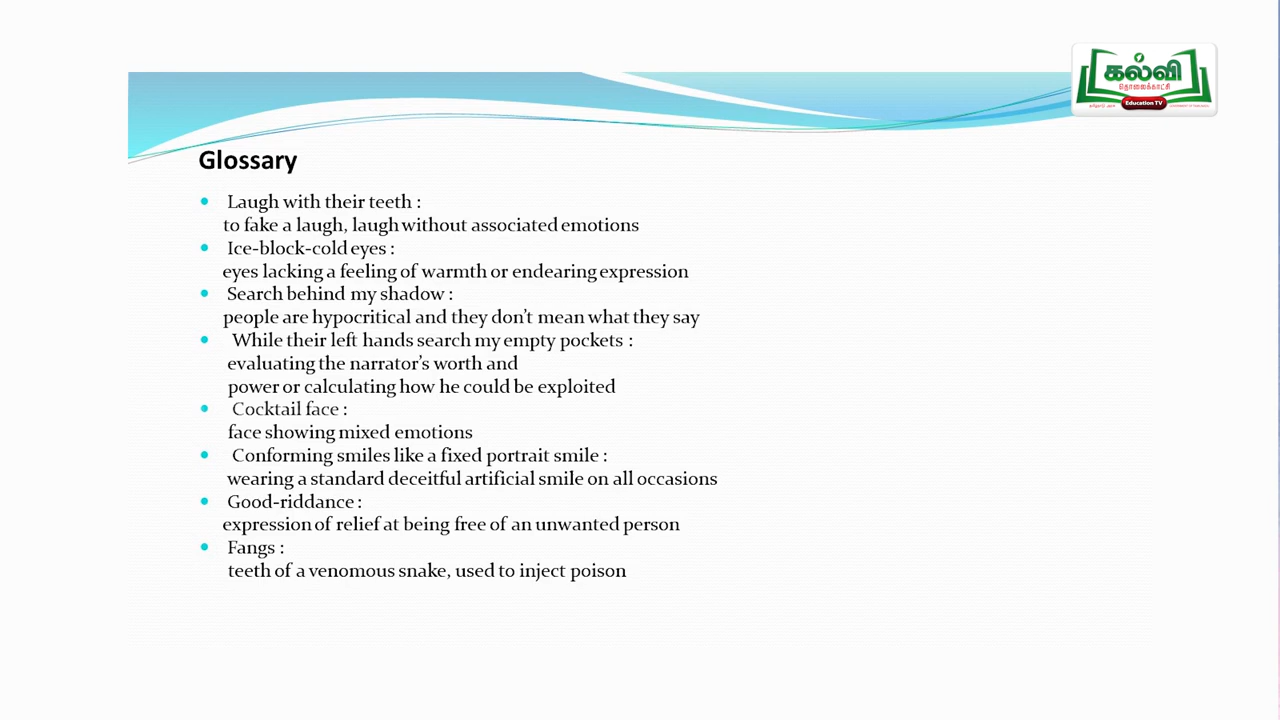 கல்வி
தொலைக்காட்சி
Education TV
Glossary
Laugh with their teeth :
to fake a laugh, laugh without associated emotions
Ice-block-cold eyes :
eyes lacking a feeling of warmth or endearing expression
Search behind my shadow :
people are hypocritical and they don’t mean what they say
While their left hands search my empty pockets :
evaluating the narrator’s worth and
power or calculating how he could be exploited
Cocktail face :
face showing mixed emotions
Conforming smiles like a fixed portrait smile :
wearing a standard deceitful artificial smile on all occasions
Good-riddance :
expression of relief at being free of an unwanted person
Fangs :
teeth of a venomous snake, used to inject poison